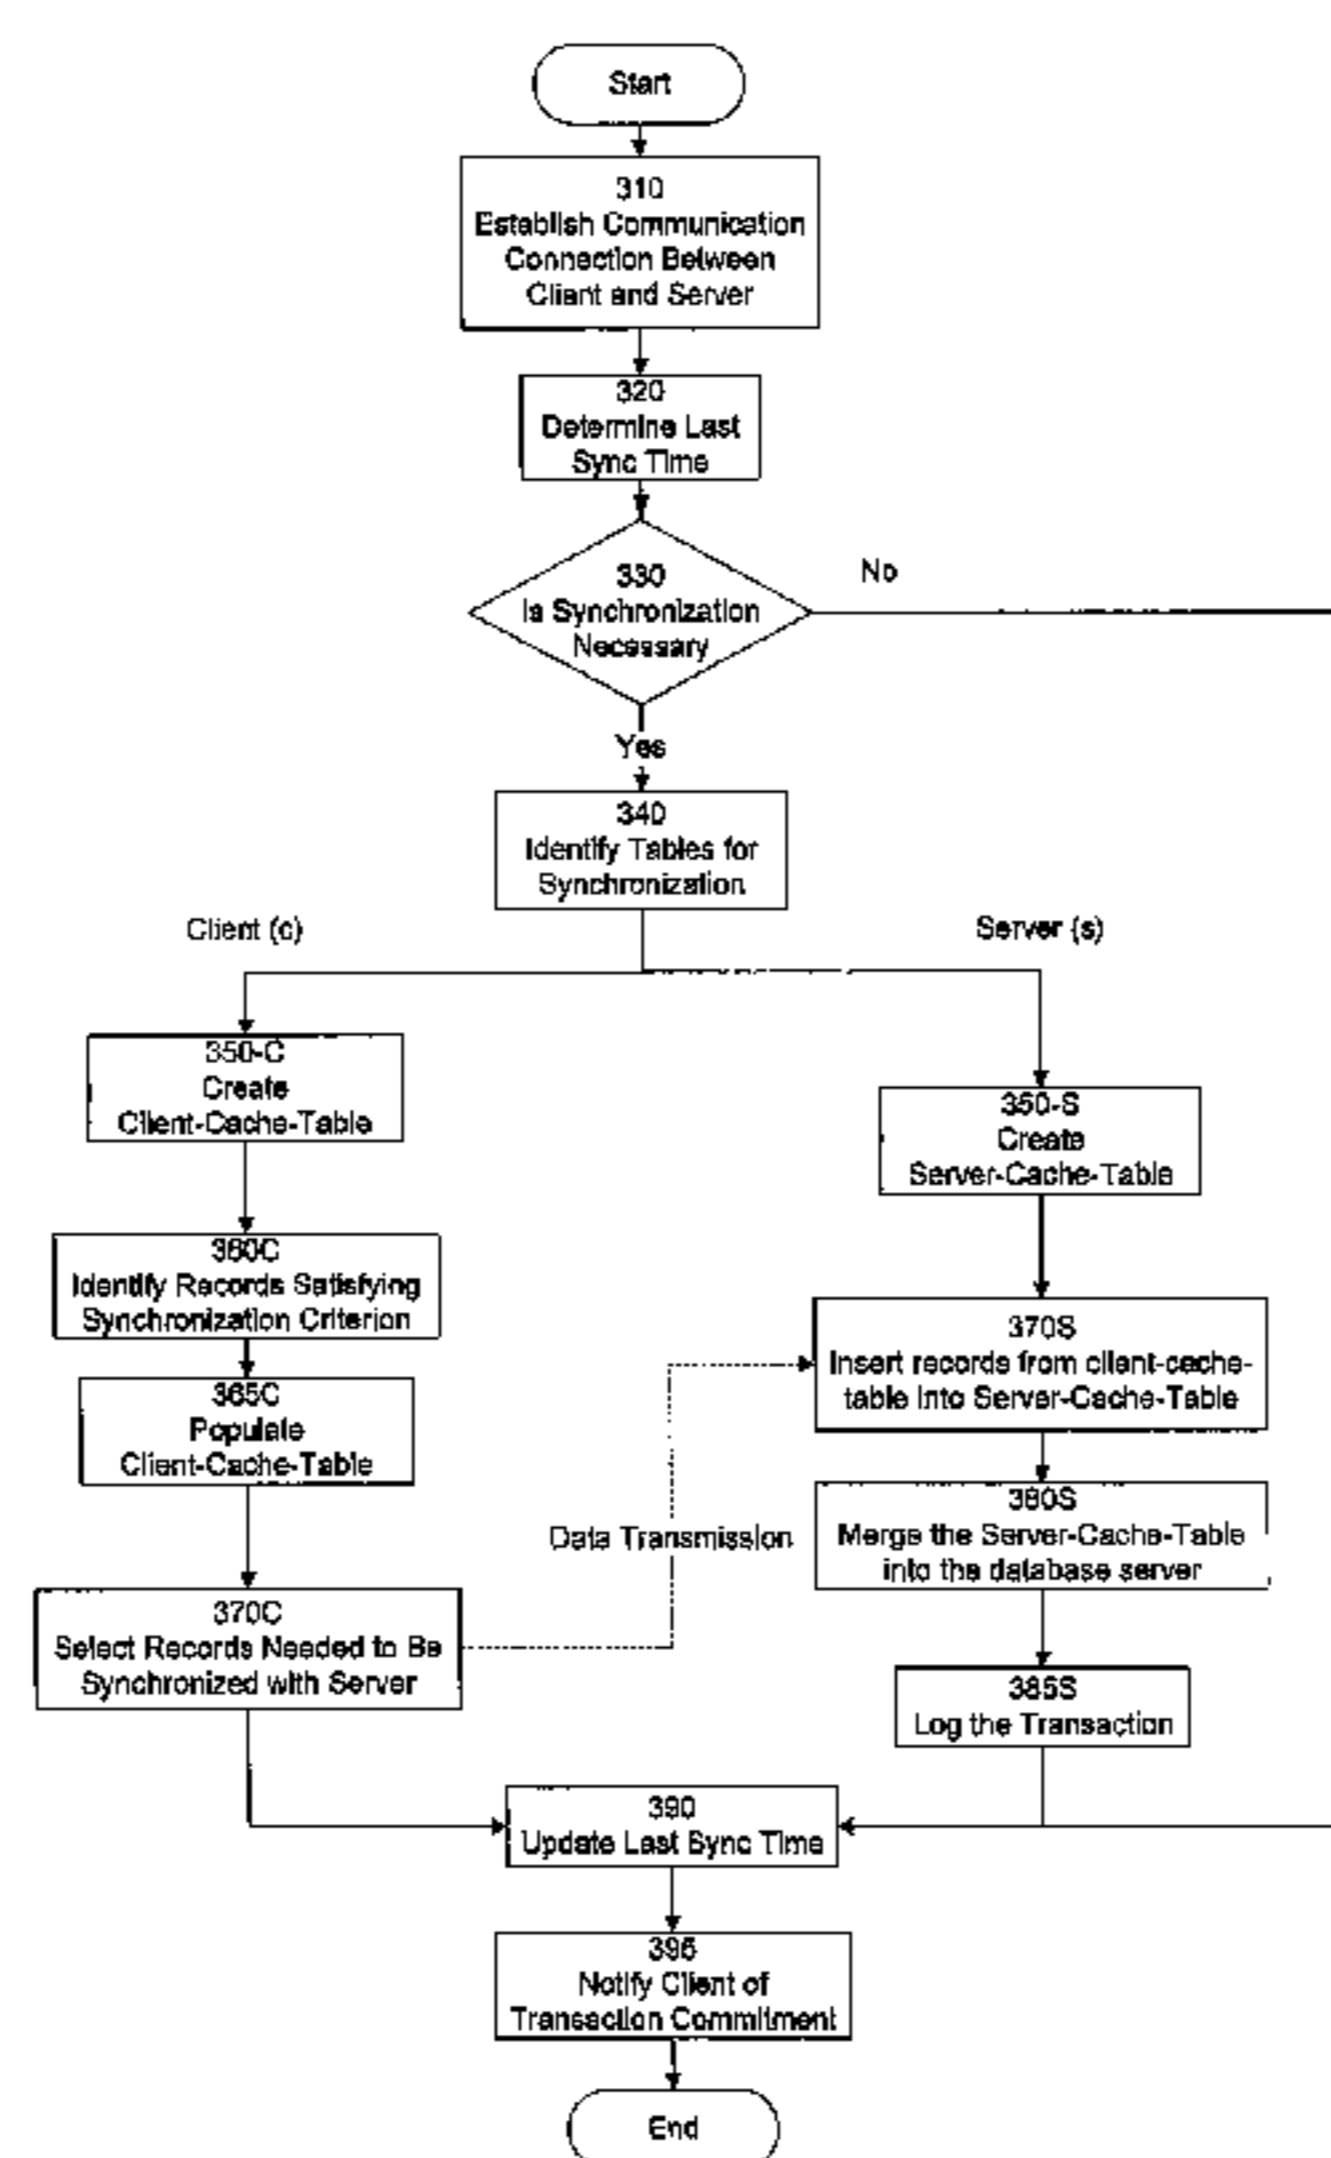 Start
310
Establish Communication
Connection Between
Client and Server
320
Determine Last
Sync Time
330
Is Synchronization
Necessary
No
Yes
340
Identify Tables for
Synchronization
Client (c)
Server (s)
350-C
Create
Client-Cache-Table
350-S
Create
Server-Cache-Table
360C
Identify Records Satisfying
Synchronization Criterion
365C
Populate
Client-Cache-Table
370S
Insert records from client-cache-
table into Server-Cache-Table
Data Transmission
380S
Merge the Server-Cache-Table
into the database server
370C
Select Records Needed to Be
Synchronized with Server
385S
Log the Transaction
390
Update Last Sync Time
395
Notify Client of
Transaction Commitment
End